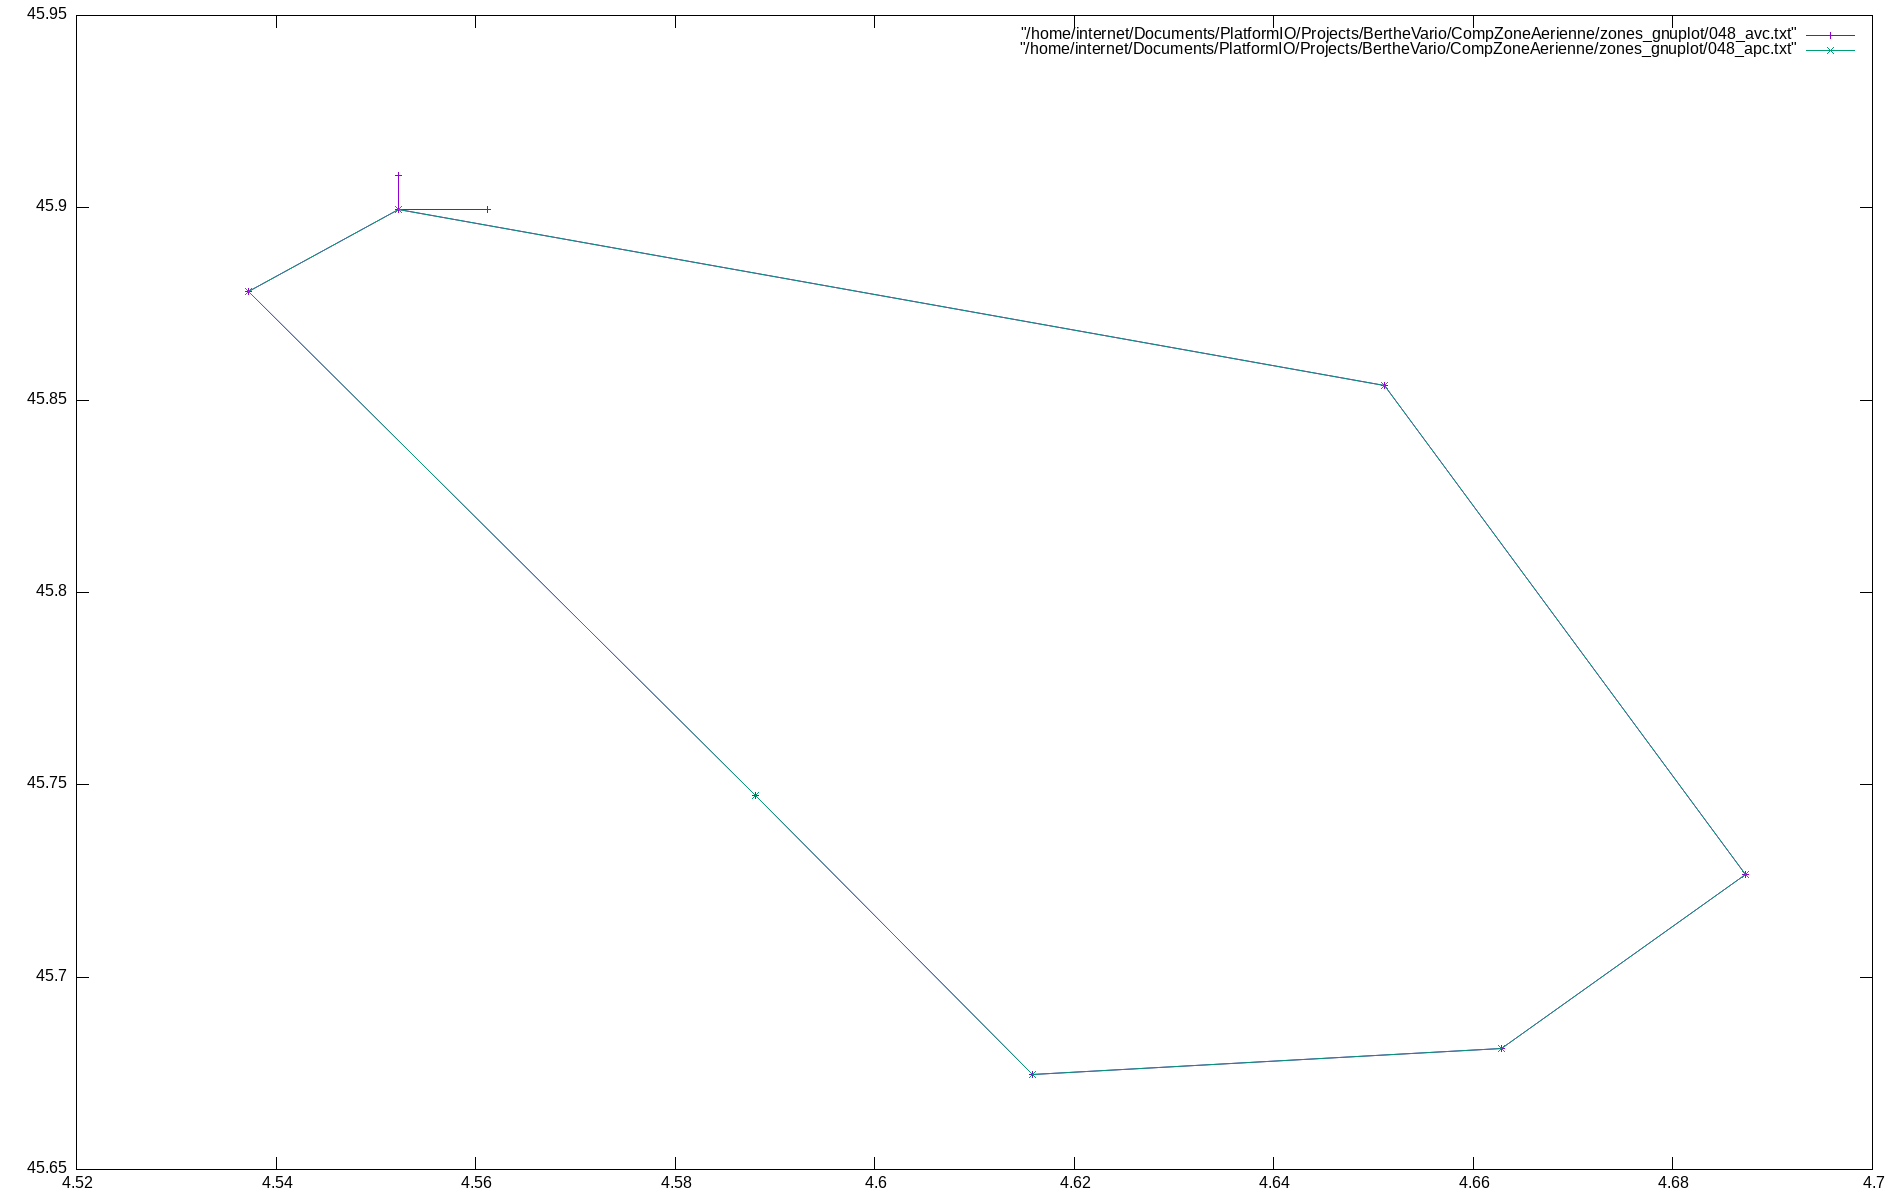 45.95
"/home/internet/Documents/PlatformIO/Projects/BertheVario/CompZoneAerienne/zones_gnuplot/048_avc.txt"
"/home/internet/Documents/PlatformIO/Projects/BertheVario/CompZoneAerienne/zones_gnuplot/048_apc.txt"
45.9
45.85
45.8
45.75
45.7
45.65
4.52 4.54 4.56 4.58 4.6 4.62 4.64 4.66 4.68 4.7